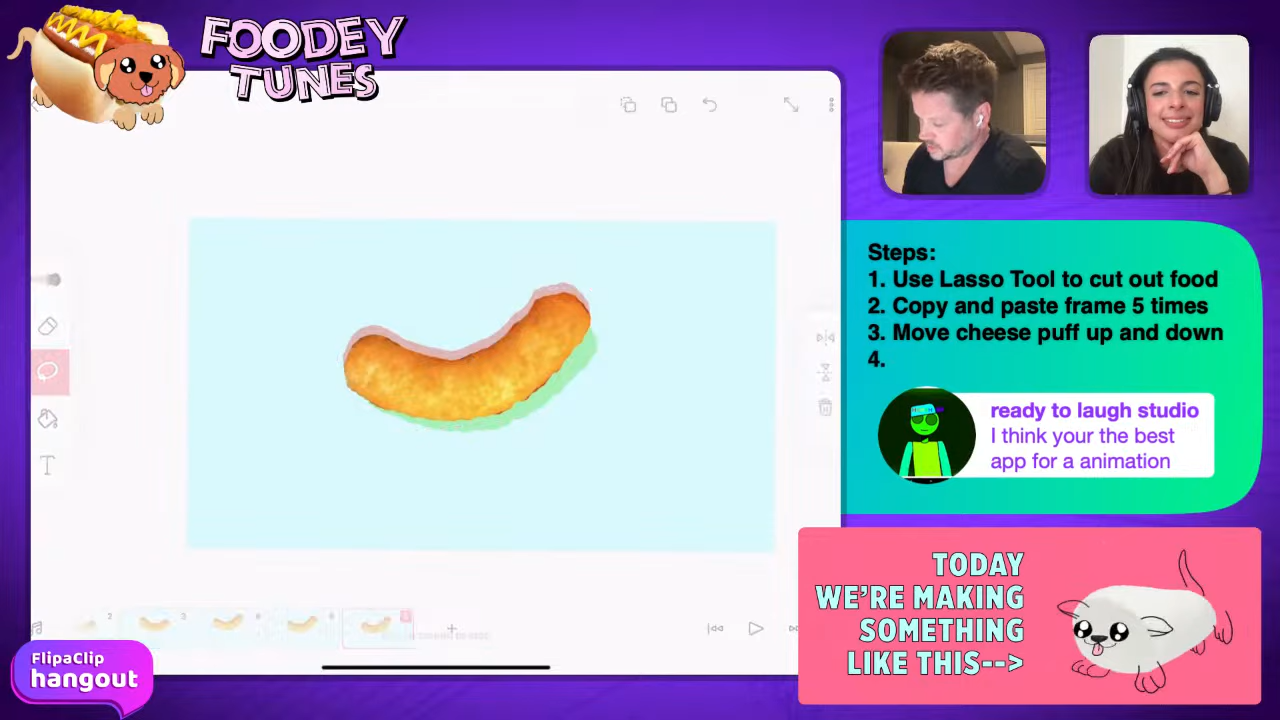 FOODEY
TUNES
Steps:
1. Use Lasso Tool to cut out food
2. Copy and paste frame 5 times
3. Move cheese puff up and down
4.
ready to laugh studio
I think your the best
app for a animation
TODAY
WE'RE MAKING
SOMETHING
LIKE THIS-->
T
FlipaClip
hangout